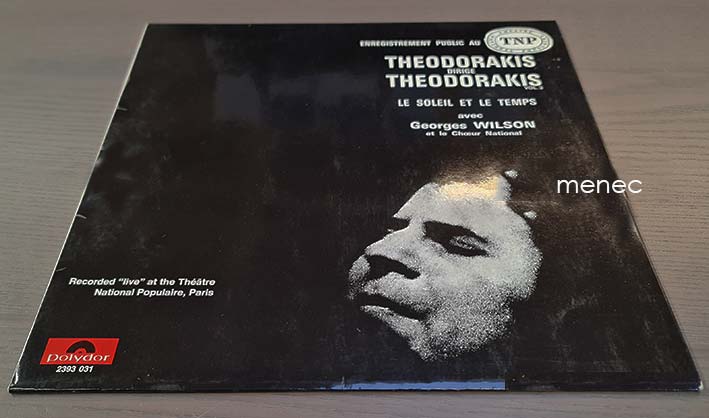 ENREGISTREMENT PUBLIC AU
TNP
THEODORAKIS
DIRIGE
THEODORAKIS
VOL.3
LE SOLEIL ET LE TEMPS
avec
Georges WILSON
et le Chœur National
menec
Recorded "live" at the Théâtre
National Populaire, Paris
Polydor
2393 031